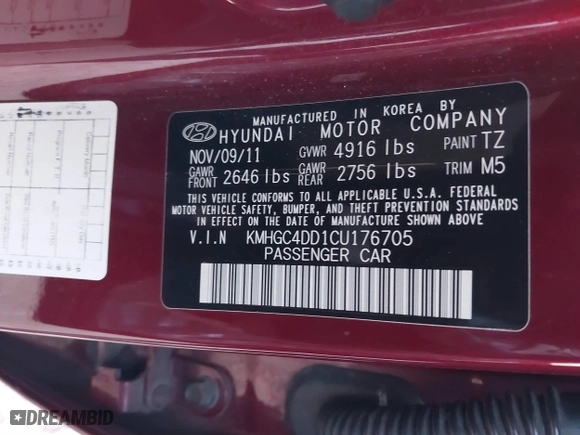 MANUFACTURED IN KOREA BY
HYUNDAI MOTOR COMPANY
NOV/09/11 GVWR 4916 lbs PAINT TZ
GAWR FRONT 2646 lbs GAWR REAR 2756 lbs TRIM M5
THIS VEHICLE CONFORMS TO ALL APPLICABLE U.S.A. FEDERAL
MOTOR VEHICLE SAFETY, BUMPER, AND THEFT PREVENTION STANDARDS
IN EFFECT ON THE DATE OF MANUFACTURE SHOWN ABOVE.
V.I.N KMHGC4DD1CU176705
PASSENGER CAR
DREAMBID